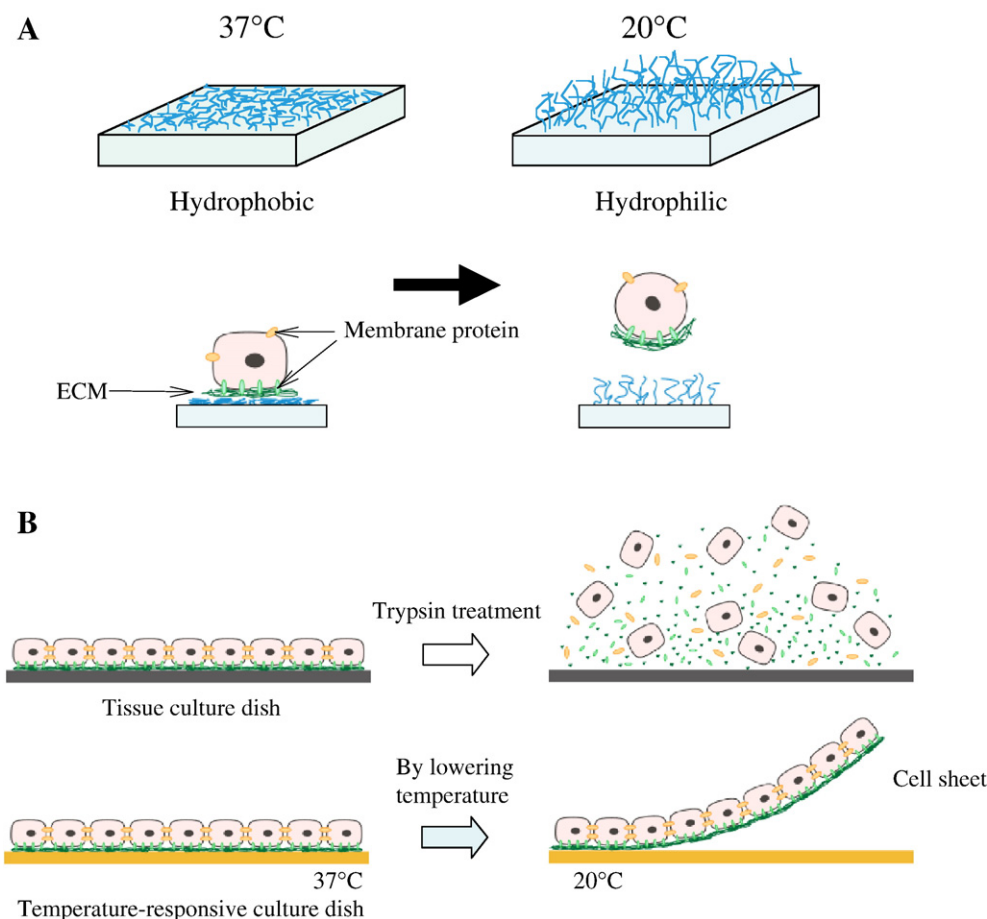 A
37°C
20°C
Hydrophobic
Hydrophilic
Membrane protein
ECM
B
Trypsin treatment
Tissue culture dish
By lowering
temperature
Cell sheet
37°C
20°C
Temperature-responsive culture dish